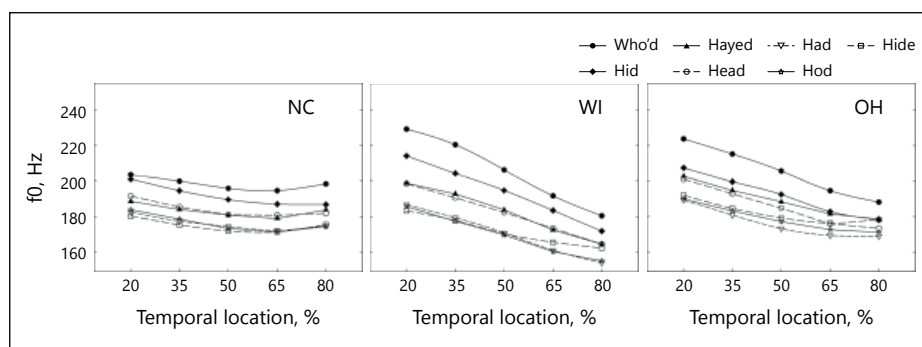 Who'd Hayed Had Hide
Hid Head Hod
NC WI OH
f0, Hz
240
220
200
180
160
20 35 50 65 80 20 35 50 65 80 20 35 50 65 80
Temporal location, % Temporal location, % Temporal location, %